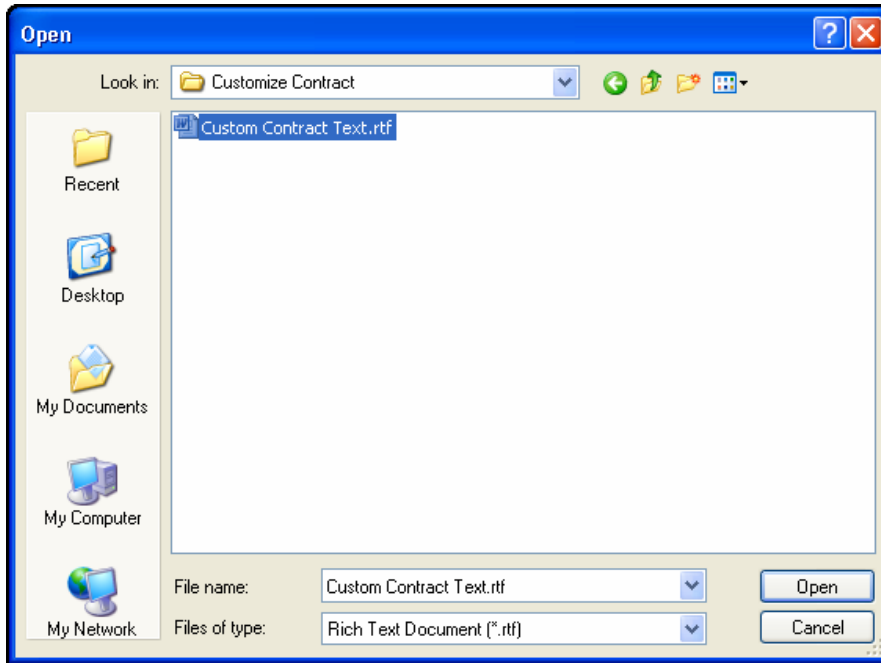 Open
Look in: Customize Contract
Custom Contract Text.rtf
Recent
Desktop
My Documents
My Computer
My Network
File name: Custom Contract Text.rtf Open
Files of type: Rich Text Document (*.rtf) Cancel